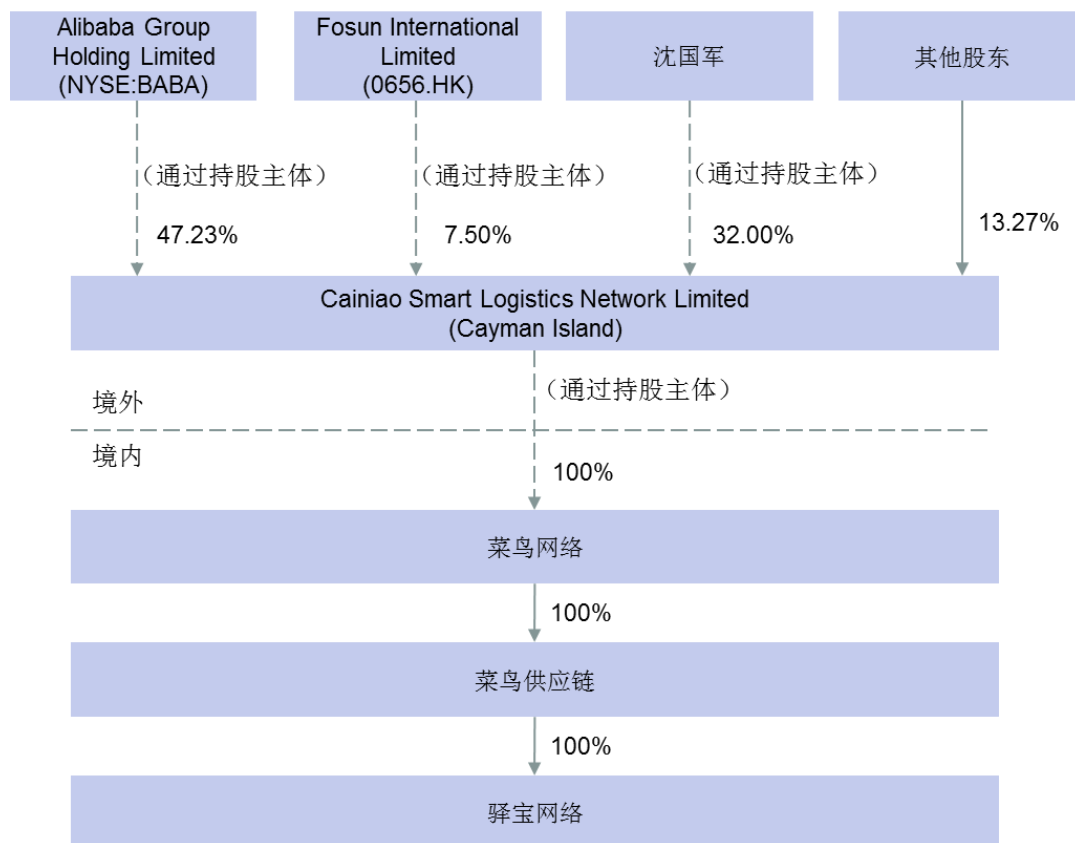 Alibaba Group
Holding Limited
(NYSE:BABA)
Fosun International
Limited
(0656.HK)
沈国军
其他股东
（通过持股主体）
（通过持股主体）
（通过持股主体）
47.23%
7.50%
32.00%
13.27%
Cainiao Smart Logistics Network Limited
(Cayman Island)
（通过持股主体）
境外
境内
100%
菜鸟网络
100%
菜鸟供应链
100%
驿宝网络